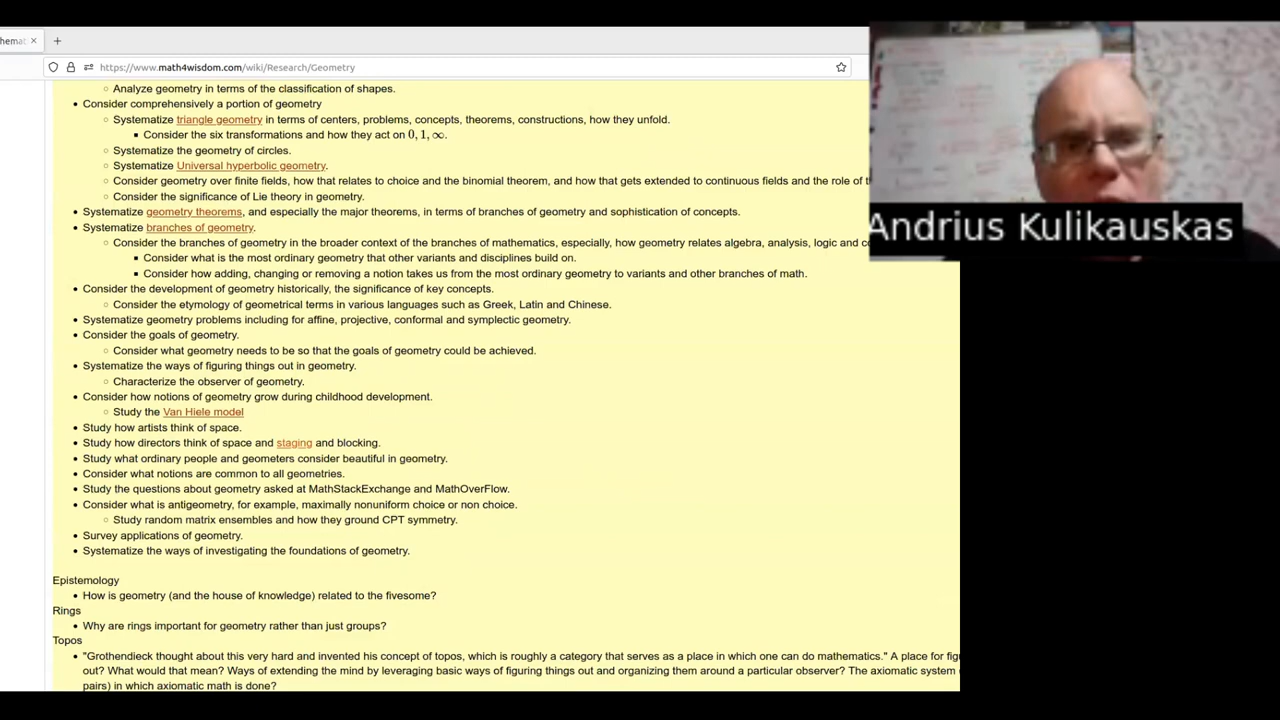 hemat
https://www.math4wisdom.com/wiki/Research/Geometry
Analyze geometry in terms of the classification of shapes.
Consider comprehensively a portion of geometry
Systematize triangle geometry in terms of centers, problems, concepts, theorems, constructions, how they unfold.
Consider the six transformations and how they act on 0, 1, ∞.
Systematize the geometry of circles.
Systematize Universal hyperbolic geometry.
Consider geometry over finite fields, how that relates to choice and the binomial theorem, and how that gets extended to continuous fields and the role of
Consider the significance of Lie theory in geometry.
Systematize geometry theorems, and especially the major theorems, in terms of branches of geometry and sophistication of concepts.
Systematize branches of geometry.
Consider the branches of geometry in the broader context of the branches of mathematics, especially, how geometry relates algebra, analysis, logic and
Consider what is the most ordinary geometry that other variants and disciplines build on.
Consider how adding, changing or removing a notion takes us from the most ordinary geometry to variants and other branches of math.
Consider the development of geometry historically, the significance of key concepts.
Consider the etymology of geometrical terms in various languages such as Greek, Latin and Chinese.
Systematize geometry problems including for affine, projective, conformal and symplectic geometry.
Consider the goals of geometry.
Consider what geometry needs to be so that the goals of geometry could be achieved.
Systematize the ways of figuring things out in geometry.
Characterize the observer of geometry.
Consider how notions of geometry grow during childhood development.
Study the Van Hiele model
Study how artists think of space.
Study how directors think of space and staging and blocking.
Study what ordinary people and geometers consider beautiful in geometry.
Consider what notions are common to all geometries.
Study the questions about geometry asked at MathStackExchange and MathOverFlow.
Consider what is antigeometry, for example, maximally nonuniform choice or non choice.
Study random matrix ensembles and how they ground CPT symmetry.
Survey applications of geometry.
Systematize the ways of investigating the foundations of geometry.
Epistemology
How is geometry (and the house of knowledge) related to the fivesome?
Rings
Why are rings important for geometry rather than just groups?
Topos
"Grothendieck thought about this very hard and invented his concept of topos, which is roughly a category that serves as a place in which one can do mathematics." A place for
out? What would that mean? Ways of extending the mind by leveraging basic ways of figuring things out and organizing them around a particular observer? The axiomatic system
pairs) in which axiomatic math is done?
Andrius Kulikauskas